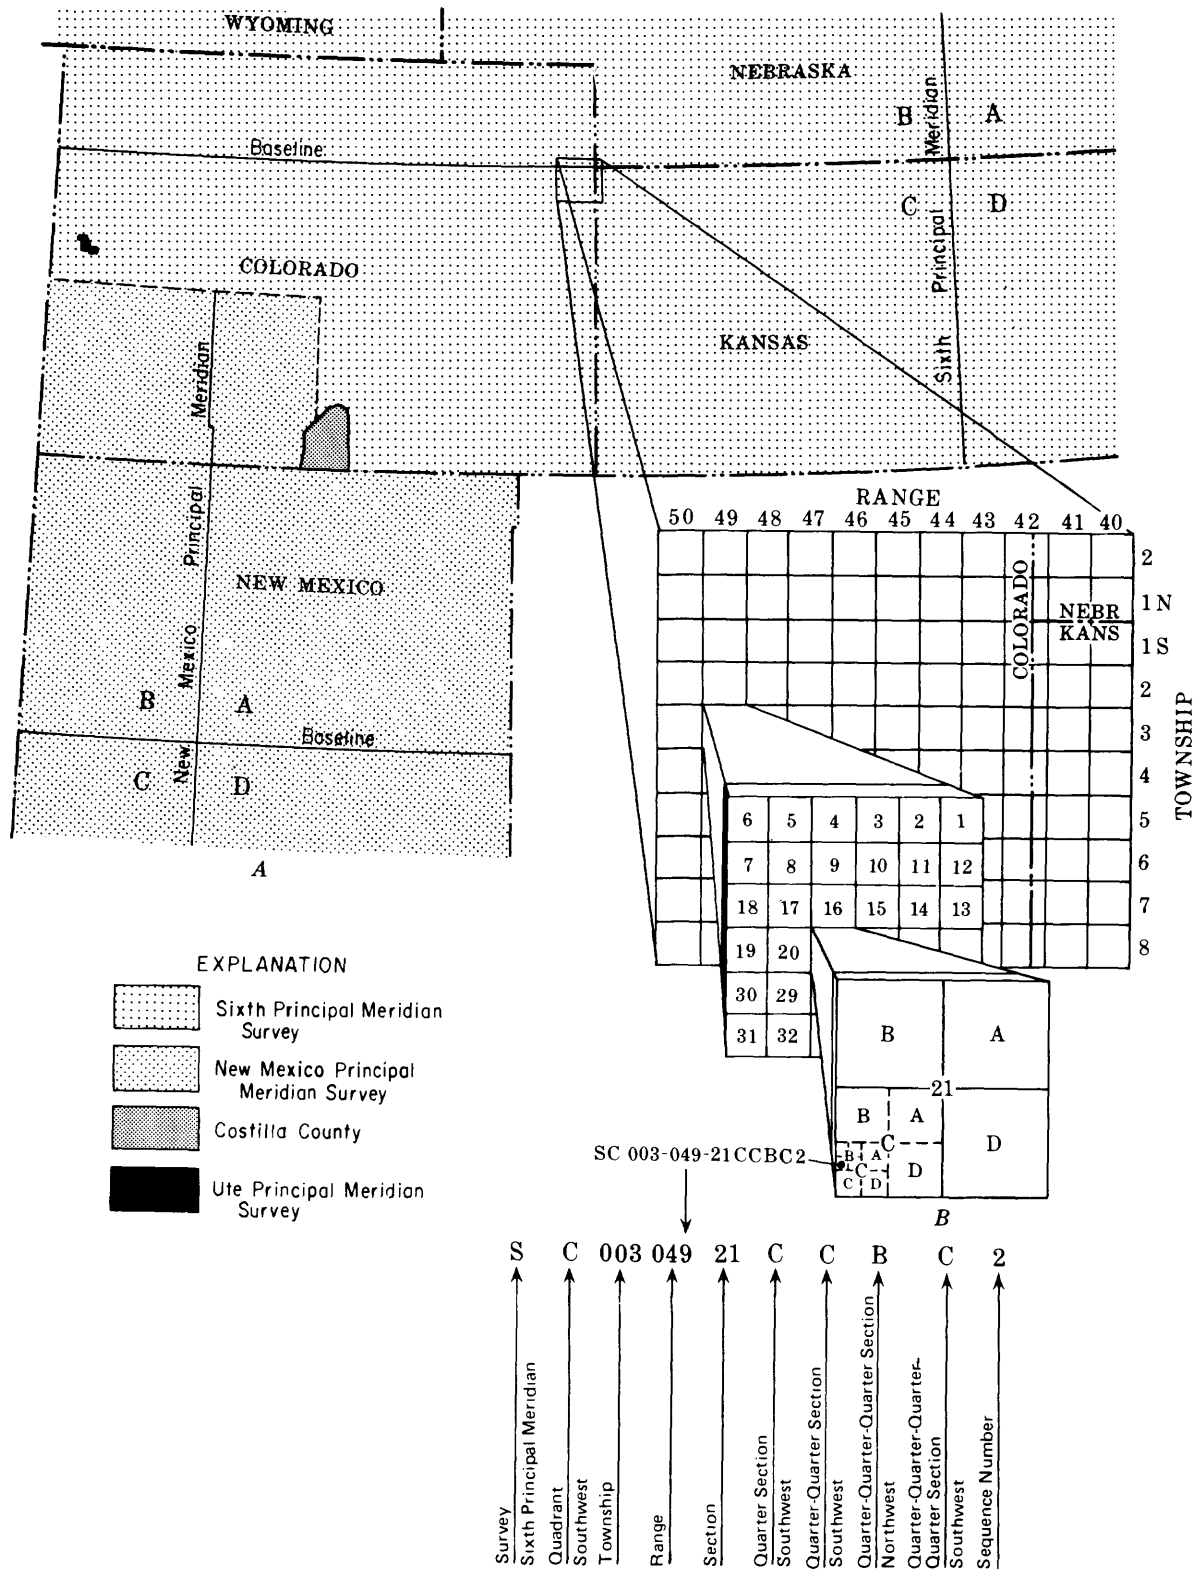 WYOMING
NEBRASKA
B
A
Baseline
C
D
Sixth Principal Meridian
COLORADO
KANSAS
New Mexico Principal Meridian
NEW MEXICO
B
A
Baseline
C
D
A
RANGE
50 49 48 47 46 45 44 43 42 41 40
2
1 N
1 S
2
3
4
5
6
7
8
TOWNSHIP
COLORADO
NEBR
KANS
6 5 4 3 2 1
7 8 9 10 11 12
18 17 16 15 14 13
19 20
30 29
31 32
B A
21
B A
C
D
D
B A
C
C D
SC 003-049-21CCBC2
B
EXPLANATION
Sixth Principal Meridian
Survey
New Mexico Principal
Meridian Survey
Costilla County
Ute Principal Meridian
Survey
S C 003 049 21 C C B C 2
Survey
Sixth Principal Meridian
Quadrant
Southwest
Township
Range
Section
Quarter Section
Southwest
Quarter-Quarter Section
Southwest
Quarter-Quarter-Quarter Section
Northwest
Quarter-Quarter-Quarter-
Quarter Section
Southwest
Sequence Number